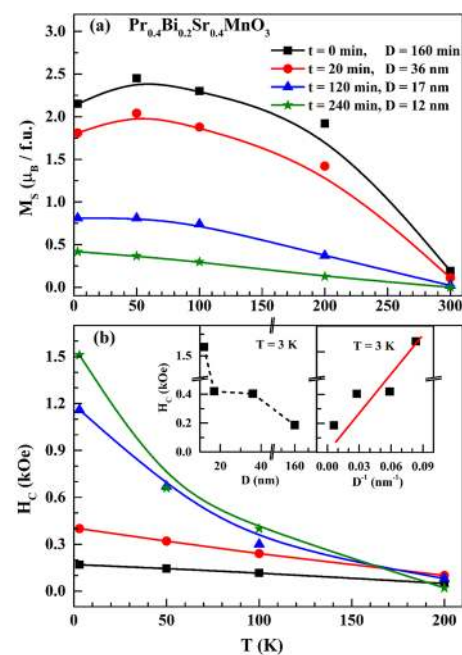 (a) Pr0.4Bi0.2Sr0.4MnO3
t = 0 min, D = 160 min
t = 20 min, D = 36 nm
t = 120 min, D = 17 nm
t = 240 min, D = 12 nm
3.0
2.5
2.0
1.5
1.0
0.5
0.0
MS (μB / f.u.)
0 50 100 150 200 250 300
(b)
1.5
1.2
0.9
0.6
0.3
0.0
HC (kOe)
T = 3 K
1.5
0.4
0.2
0.0
HC (kOe)
20 40 160
D (nm)
T = 3 K
0.00 0.03 0.06 0.09
D-1 (nm-1)
0 50 100 150 200
T (K)